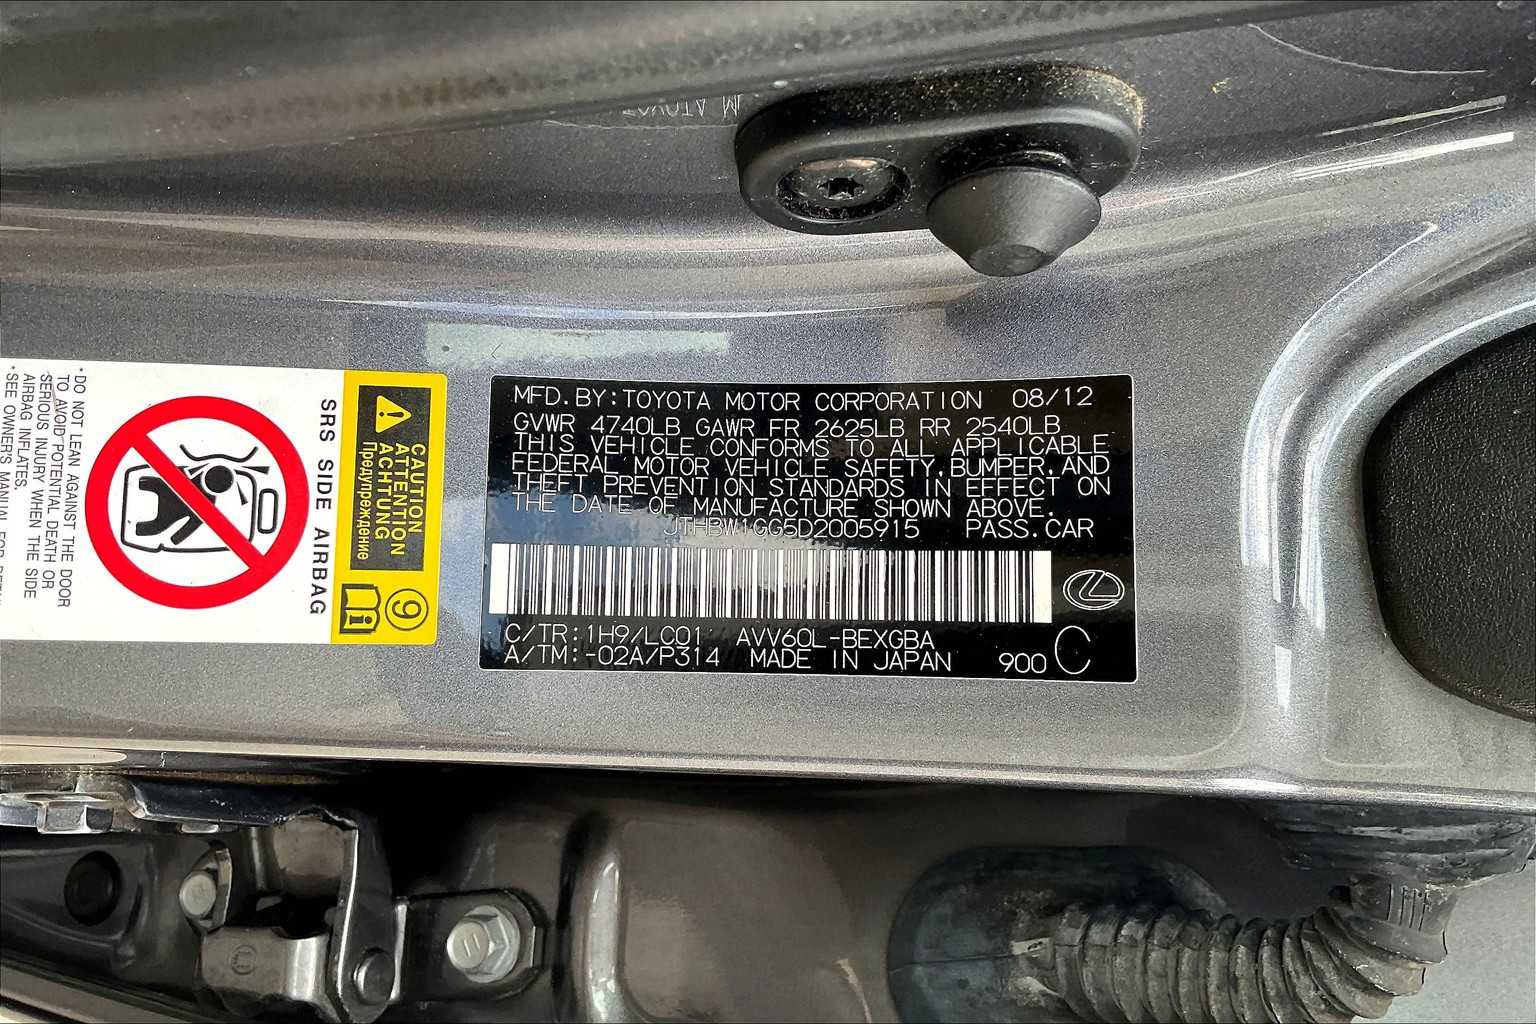 TOYOTA
MFD. BY: TOYOTA MOTOR CORPORATION 08/12
GVWR 4740LB GAWR FR 2625LB RR 2540LB
THIS VEHICLE CONFORMS TO ALL APPLICABLE
FEDERAL MOTOR VEHICLE SAFETY, BUMPER, AND
THEFT PREVENTION STANDARDS IN EFFECT ON
THE DATE OF MANUFACTURE SHOWN ABOVE.
JTHBW1GG5D2005915 PASS. CAR
C/TR: 1H9/LC01 AVV60L-BEXGBA
A/TM: -02A/P314 MADE IN JAPAN 900 C
CAUTION
ATTENTION
ACHTUNG
Предупреждение
9
i
SRS SIDE AIRBAG
·DO NOT LEAN AGAINST THE DOOR
TO AVOID POTENTIAL DEATH OR
SERIOUS INJURY WHEN THE SIDE
AIRBAG INFLATES.
·SEE OWNER'S MANUAL FOR